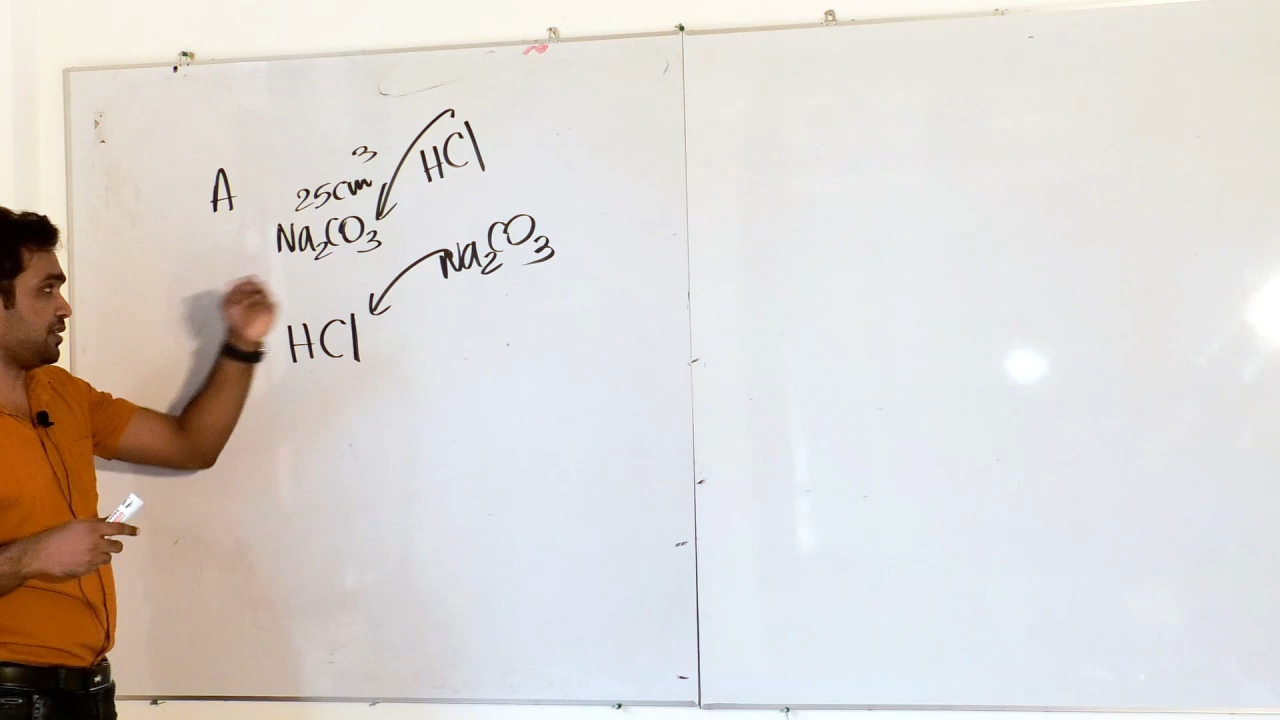 A 25cm³ HCl
Na₂CO₃
Na₂CO₃
HCl